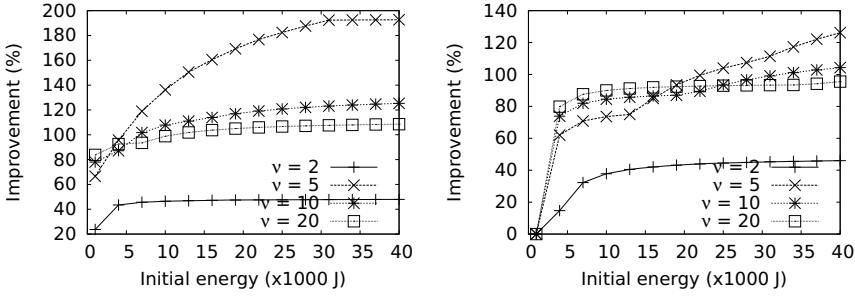 200
180
160
140
120
100
80
60
40
20
Improvement (%)
ν = 2
ν = 5
ν = 10
ν = 20
0 5 10 15 20 25 30 35 40
Initial energy (x1000 J)
140
120
100
80
60
40
20
0
Improvement (%)
ν = 2
ν = 5
ν = 10
ν = 20
0 5 10 15 20 25 30 35 40
Initial energy (x1000 J)